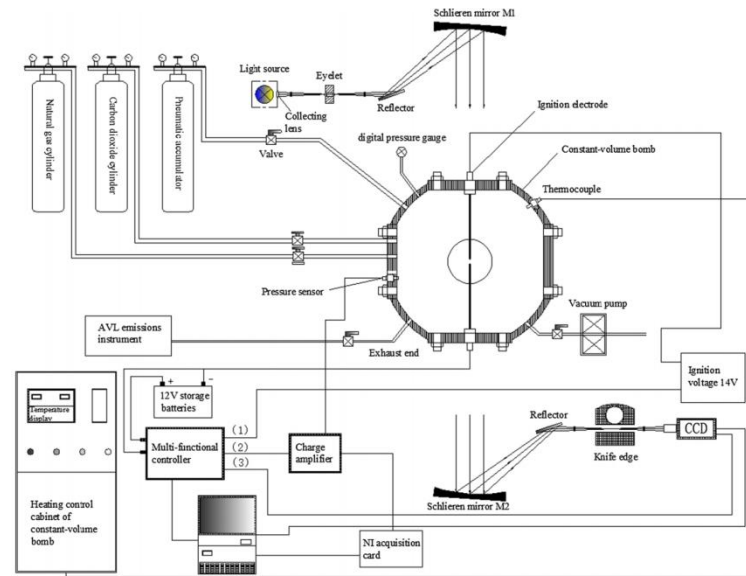 Schlieren mirror M1
Light source
Eyelet
Reflector
Collecting
lens
Natural gas cylinder
Carbon dioxide cylinder
Pneumatic accumulator
Valve
digital pressure gauge
Ignition electrode
Constant-volume bomb
Thermocouple
Pressure sensor
Vacuum pump
AVL emissions
instrument
Exhaust end
Ignition
voltage 14V
+
−
12V storage
batteries
Temperature
display
(1)
Multi-functional
controller
(2)
(3)
Charge
amplifier
Reflector
CCD
Knife edge
Heating control
cabinet of
constant-volume
bomb
Schlieren mirror M2
NI acquisition
card